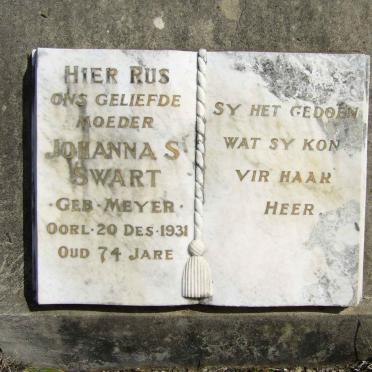 HIER RUS
ONS GELIEFDE
MOEDER
JOHANNA S
SWART
GEB · MEYER ·
OORL · 20 DES · 1931
OUD 74 JARE
SY HET GEDOEN
WAT SY KON
VIR HAAR
HEER.